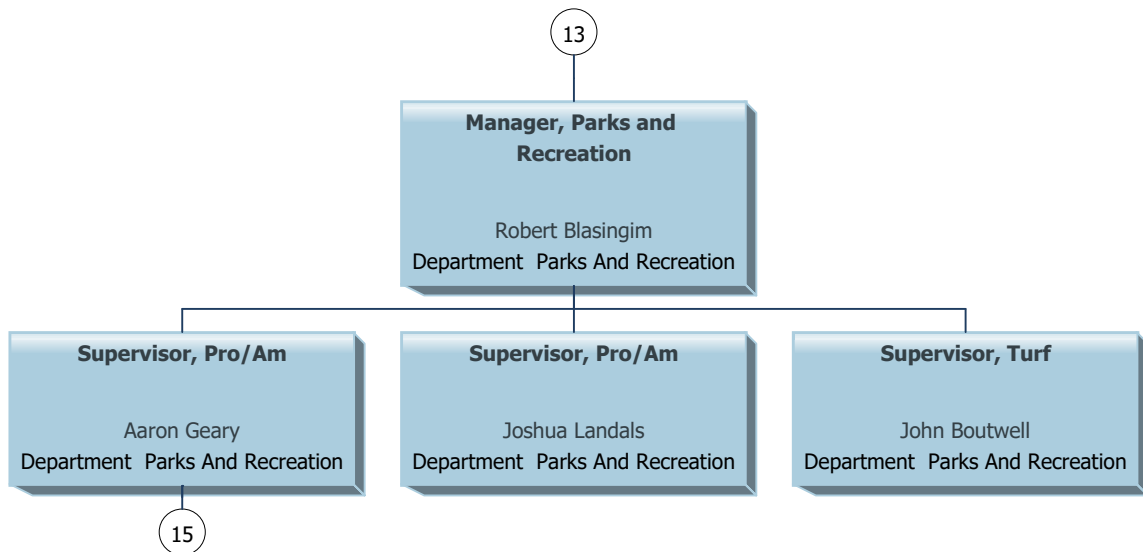 13
Manager, Parks and
Recreation
Robert Blasingim
Department  Parks And Recreation
Supervisor, Pro/Am
Aaron Geary
Department  Parks And Recreation
Supervisor, Pro/Am
Joshua Landals
Department  Parks And Recreation
Supervisor, Turf
John Boutwell
Department  Parks And Recreation
15